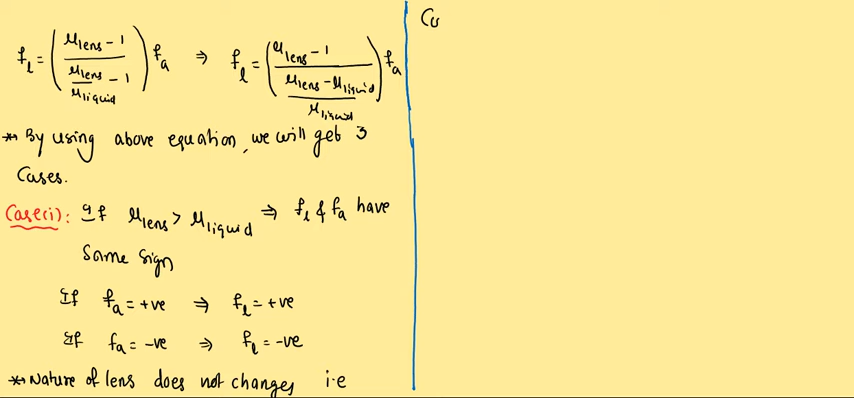 f_l = ( (μ_lens - 1) / (μ_lens/μ_liquid - 1) ) f_a ⇒ f_l = ( (μ_lens - 1) / ((μ_lens - μ_liquid)/μ_liquid) ) f_a
** By using above equation, we will get 3
Cases.
Case(i): If μ_lens > μ_liquid ⇒ f_l & f_a have
Same sign
If f_a = +ve ⇒ f_l = +ve
If f_a = -ve ⇒ f_l = -ve
** Nature of lens does not changes i.e
Ca